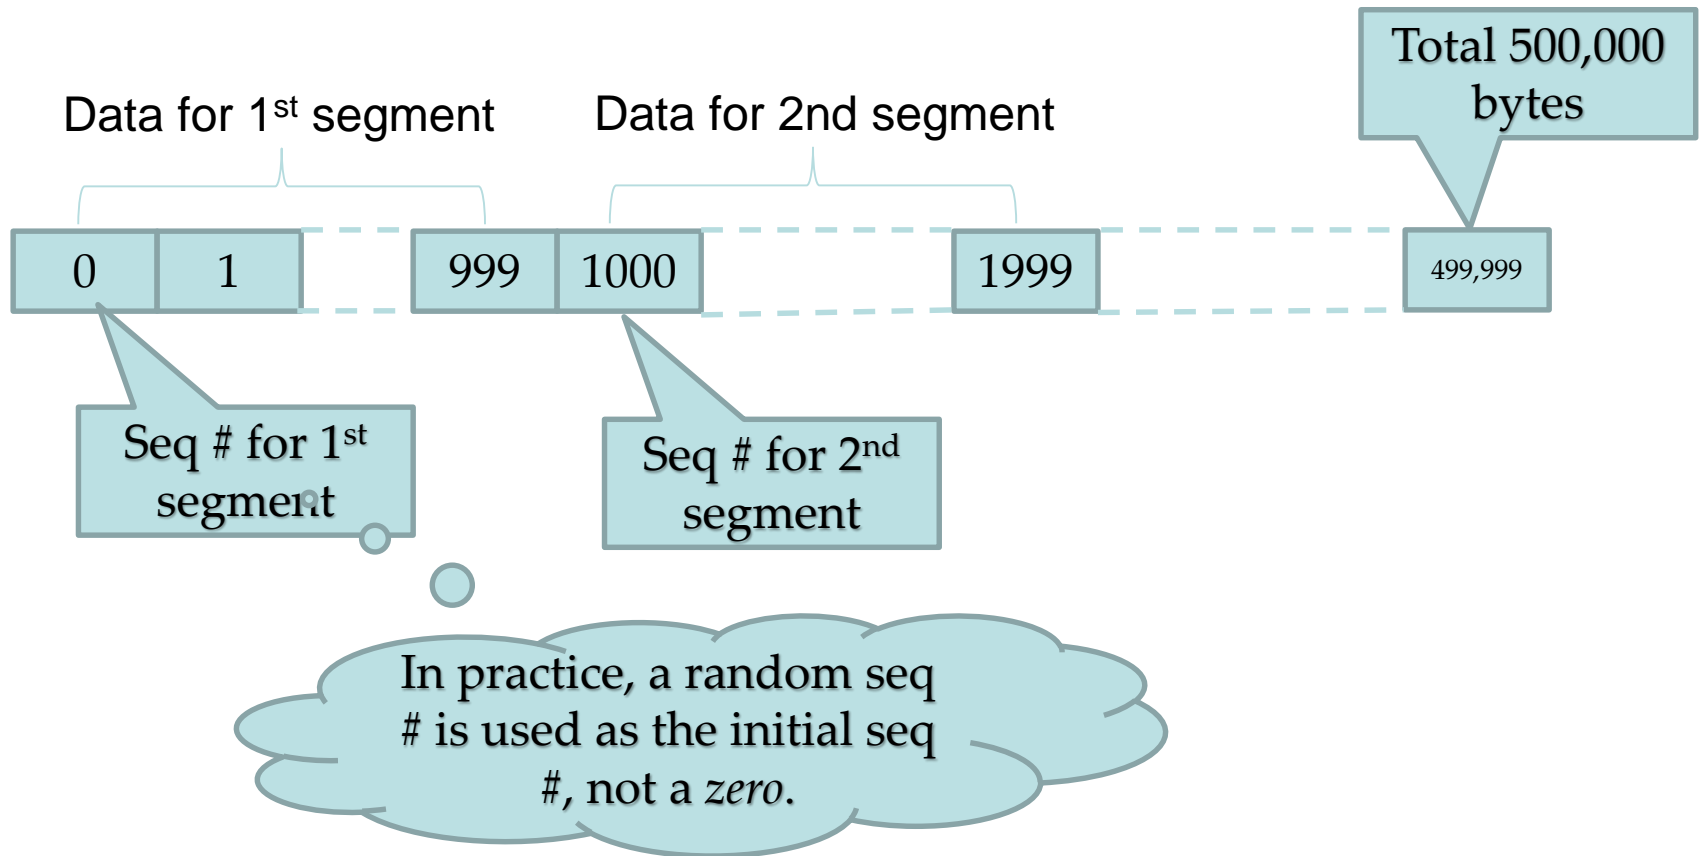 Total 500,000
bytes
Data for 1st segment
Data for 2nd segment
0
1
999
1000
1999
499,999
Seq # for 1st
segment
Seq # for 2nd
segment
In practice, a random seq
# is used as the initial seq
#, not a zero.